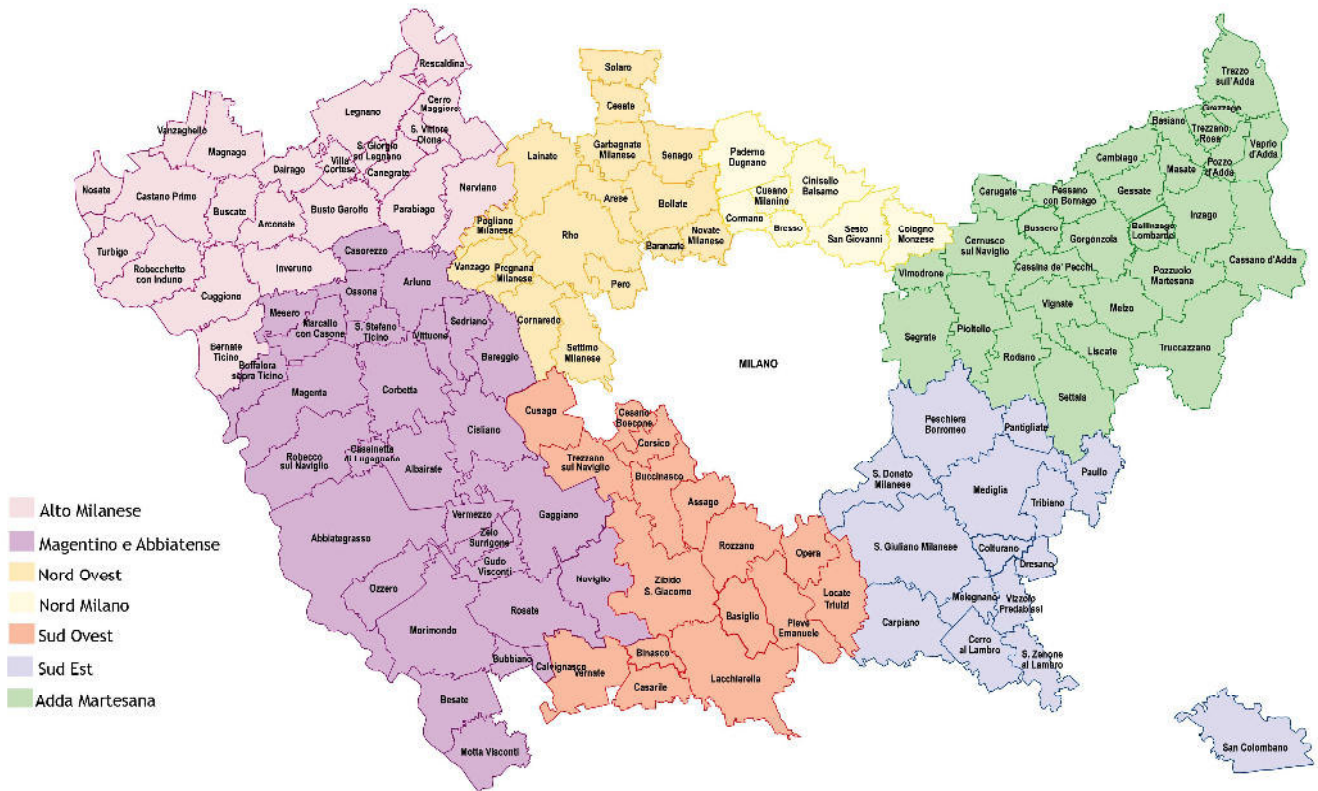 Rescaldina
Legnano
Cerro
Maggiore
S. Vittore
Olona
S. Giorgio
su Legnano
Canegrate
Villa
Cortese
Dairago
Vanzaghello
Magnago
Nosate
Castano Primo
Buscate
Arconate
Busto Garolfo
Parabiago
Nerviano
Turbigo
Robecchetto
con Induno
Cuggiono
Inveruno
Bernate
Ticino
Casorezzo
Ossona
Arluno
Mesero
Marcallo
con Casone
S. Stefano
Ticino
Vittuone
Sedriano
Bareggio
Boffalora
sopra Ticino
Magenta
Corbetta
Cisliano
Robecco
sul Naviglio
Cassinetta
di Lugagnano
Albairate
Abbiategrasso
Vermezzo
Zelo
Surrigone
Gudo
Visconti
Gaggiano
Noviglio
Ozzero
Morimondo
Rosate
Bubbiano
Calvignasco
Besate
Motta Visconti
Solaro
Cesate
Lainate
Garbagnate
Milanese
Senago
Arese
Bollate
Pogliano
Milanese
Rho
Baranzate
Novate
Milanese
Vanzago
Pregnana
Milanese
Pero
Cornaredo
Settimo
Milanese
Paderno
Dugnano
Cinisello
Balsamo
Cusano
Milanino
Cormano
Bresso
Sesto
San Giovanni
Cologno
Monzese
MILANO
Cusago
Cesano
Boscone
Corsico
Trezzano
sul Naviglio
Buccinasco
Assago
Rozzano
Opera
Zibido
S. Giacomo
Basiglio
Pieve
Emanuele
Locate
Triulzi
Binasco
Vernate
Casarile
Lacchiarella
Trezzo
sull'Adda
Grezzago
Basiano
Trezzano
Rosa
Vaprio
d'Adda
Pozzo
d'Adda
Cambiago
Masate
Gessate
Pessano
con Bornago
Carugate
Inzago
Bussero
Gorgonzola
Bellinzago
Lombardo
Cernusco
sul Naviglio
Cassina de' Pecchi
Cassano d'Adda
Pozzuolo
Martesana
Vimodrone
Vignate
Melzo
Segrate
Pioltello
Rodano
Liscate
Truccazzano
Settala
Peschiera
Borromeo
Pantigliate
Paullo
S. Donato
Milanese
Mediglia
Tribiano
S. Giuliano Milanese
Colturano
Dresano
Melegnano
Vizzolo
Predabissi
Carpiano
Cerro
al Lambro
S. Zenone
al Lambro
San Colombano
Alto Milanese
Magentino e Abbiatense
Nord Ovest
Nord Milano
Sud Ovest
Sud Est
Adda Martesana